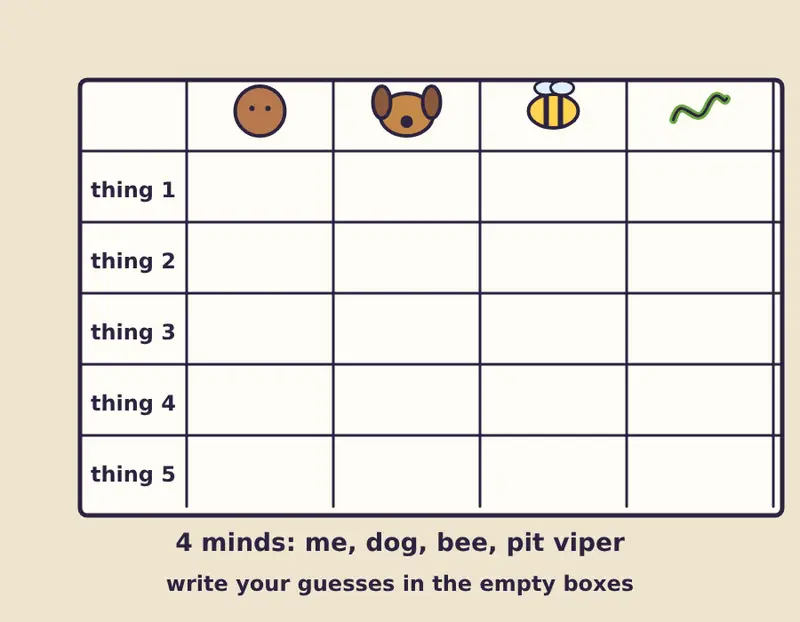 thing 1
thing 2
thing 3
thing 4
thing 5
4 minds: me, dog, bee, pit viper
write your guesses in the empty boxes